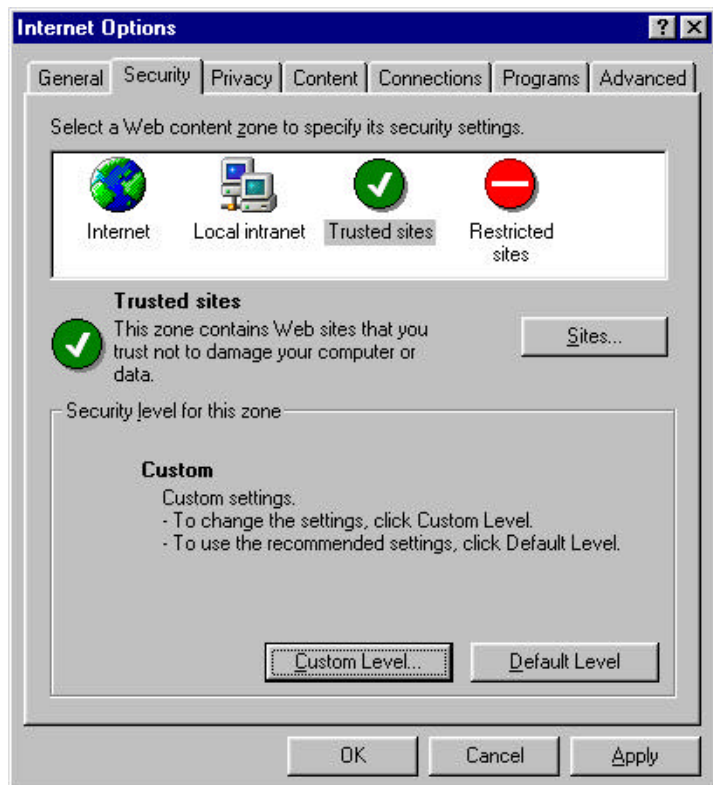 Internet Options
General Security Privacy Content Connections Programs Advanced
Select a Web content zone to specify its security settings.
Internet Local intranet Trusted sites Restricted sites
Trusted sites
This zone contains Web sites that you
trust not to damage your computer or
data.
Sites...
Security level for this zone
Custom
Custom settings.
- To change the settings, click Custom Level.
- To use the recommended settings, click Default Level.
Custom Level... Default Level
OK Cancel Apply